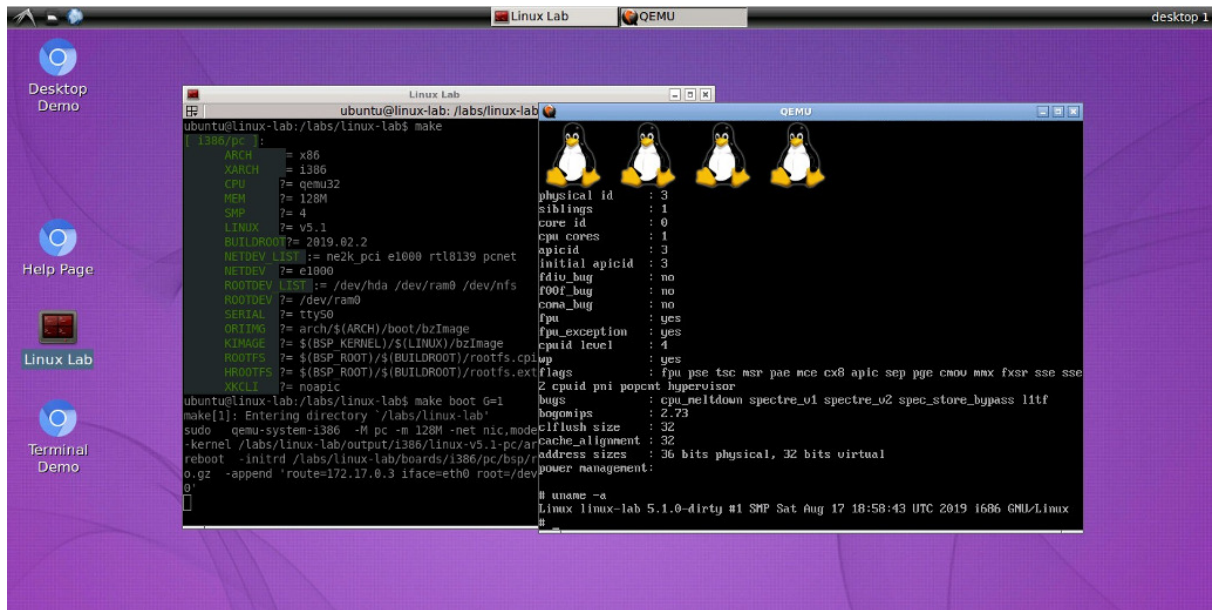 Linux Lab
QEMU
desktop 1
Desktop
Demo
Help Page
Linux Lab
Terminal
Demo
Linux Lab
ubuntu@linux-lab: /labs/linux-lab
ubuntu@linux-lab:/labs/linux-lab$ make
[ i386/pc ]:
ARCH = x86
XARCH = i386
CPU ?= qemu32
MEM ?= 128M
SMP ?= 4
LINUX ?= v5.1
BUILDROOT?= 2019.02.2
NETDEV_LIST := ne2k_pci e1000 rtl8139 pcnet
NETDEV ?= e1000
ROOTDEV_LIST := /dev/hda /dev/ram0 /dev/nfs
ROOTDEV ?= /dev/ram0
SERIAL ?= ttyS0
ORIIMG ?= arch/$(ARCH)/boot/bzImage
KIMAGE ?= $(BSP_KERNEL)/$(LINUX)/bzImage
ROOTFS ?= $(BSP_ROOT)/$(BUILDROOT)/rootfs.cpi
HROOTFS ?= $(BSP_ROOT)/$(BUILDROOT)/rootfs.ext
XKCLI ?= noapic
ubuntu@linux-lab:/labs/linux-lab$ make boot G=1
make[1]: Entering directory `/labs/linux-lab'
sudo qemu-system-i386 -M pc -m 128M -net nic,mode
-kernel /labs/linux-lab/output/i386/linux-v5.1-pc/ar
reboot -initrd /labs/linux-lab/boards/i386/pc/bsp/r
o.gz -append 'route=172.17.0.3 iface=eth0 root=/dev
0'
QEMU
physical id : 3
siblings : 1
core id : 0
cpu cores : 1
apicid : 3
initial apicid : 3
fdiv_bug : no
f00f_bug : no
coma_bug : no
fpu : yes
fpu_exception : yes
cpuid level : 4
wp : yes
flags : fpu pse tsc msr pae mce cx8 apic sep pge cmov mmx fxsr sse sse
2 cpuid pni popcnt hypervisor
bugs : cpu_meltdown spectre_v1 spectre_v2 spec_store_bypass l1tf
bogomips : 2.73
clflush size : 32
cache_alignment : 32
address sizes : 36 bits physical, 32 bits virtual
power management:
# uname -a
Linux linux-lab 5.1.0-dirty #1 SMP Sat Aug 17 18:58:43 UTC 2019 i686 GNU/Linux
# _